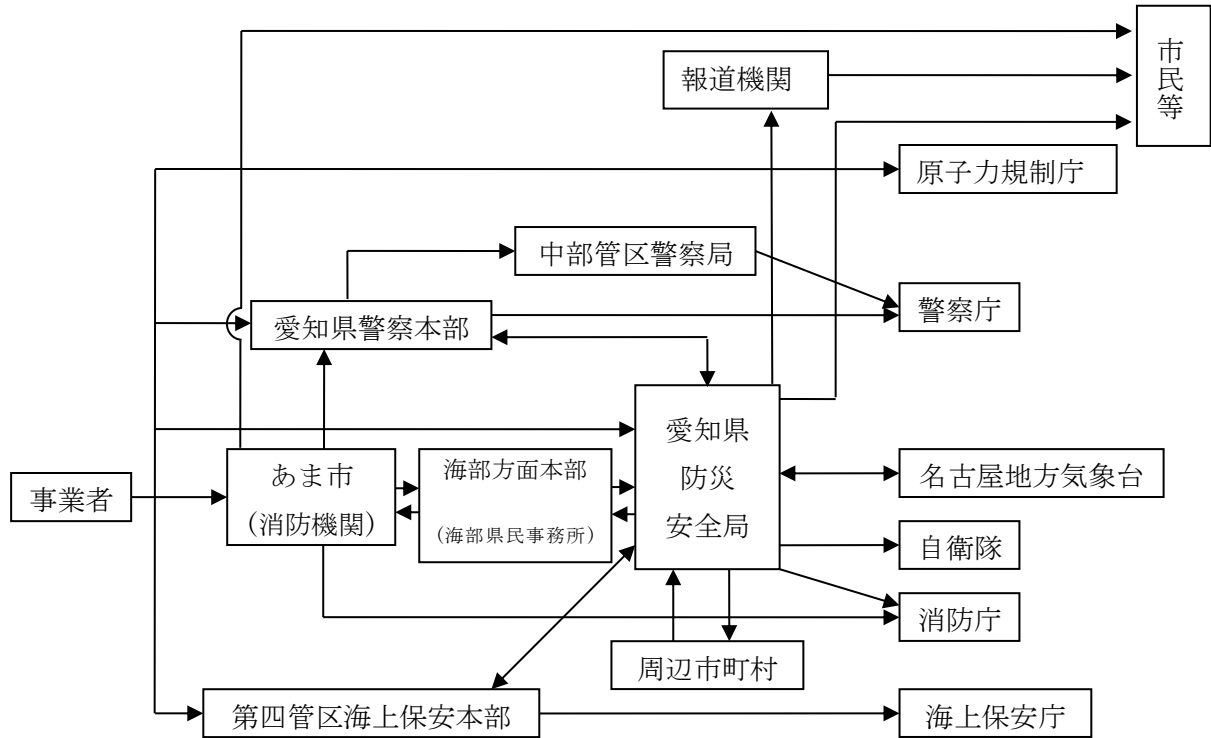 市民等
報道機関
原子力規制庁
中部管区警察局
警察庁
愛知県警察本部
愛知県
防災
安全局
あま市
(消防機関)
海部方面本部
(海部県民事務所)
事業者
名古屋地方気象台
自衛隊
消防庁
周辺市町村
第四管区海上保安本部
海上保安庁